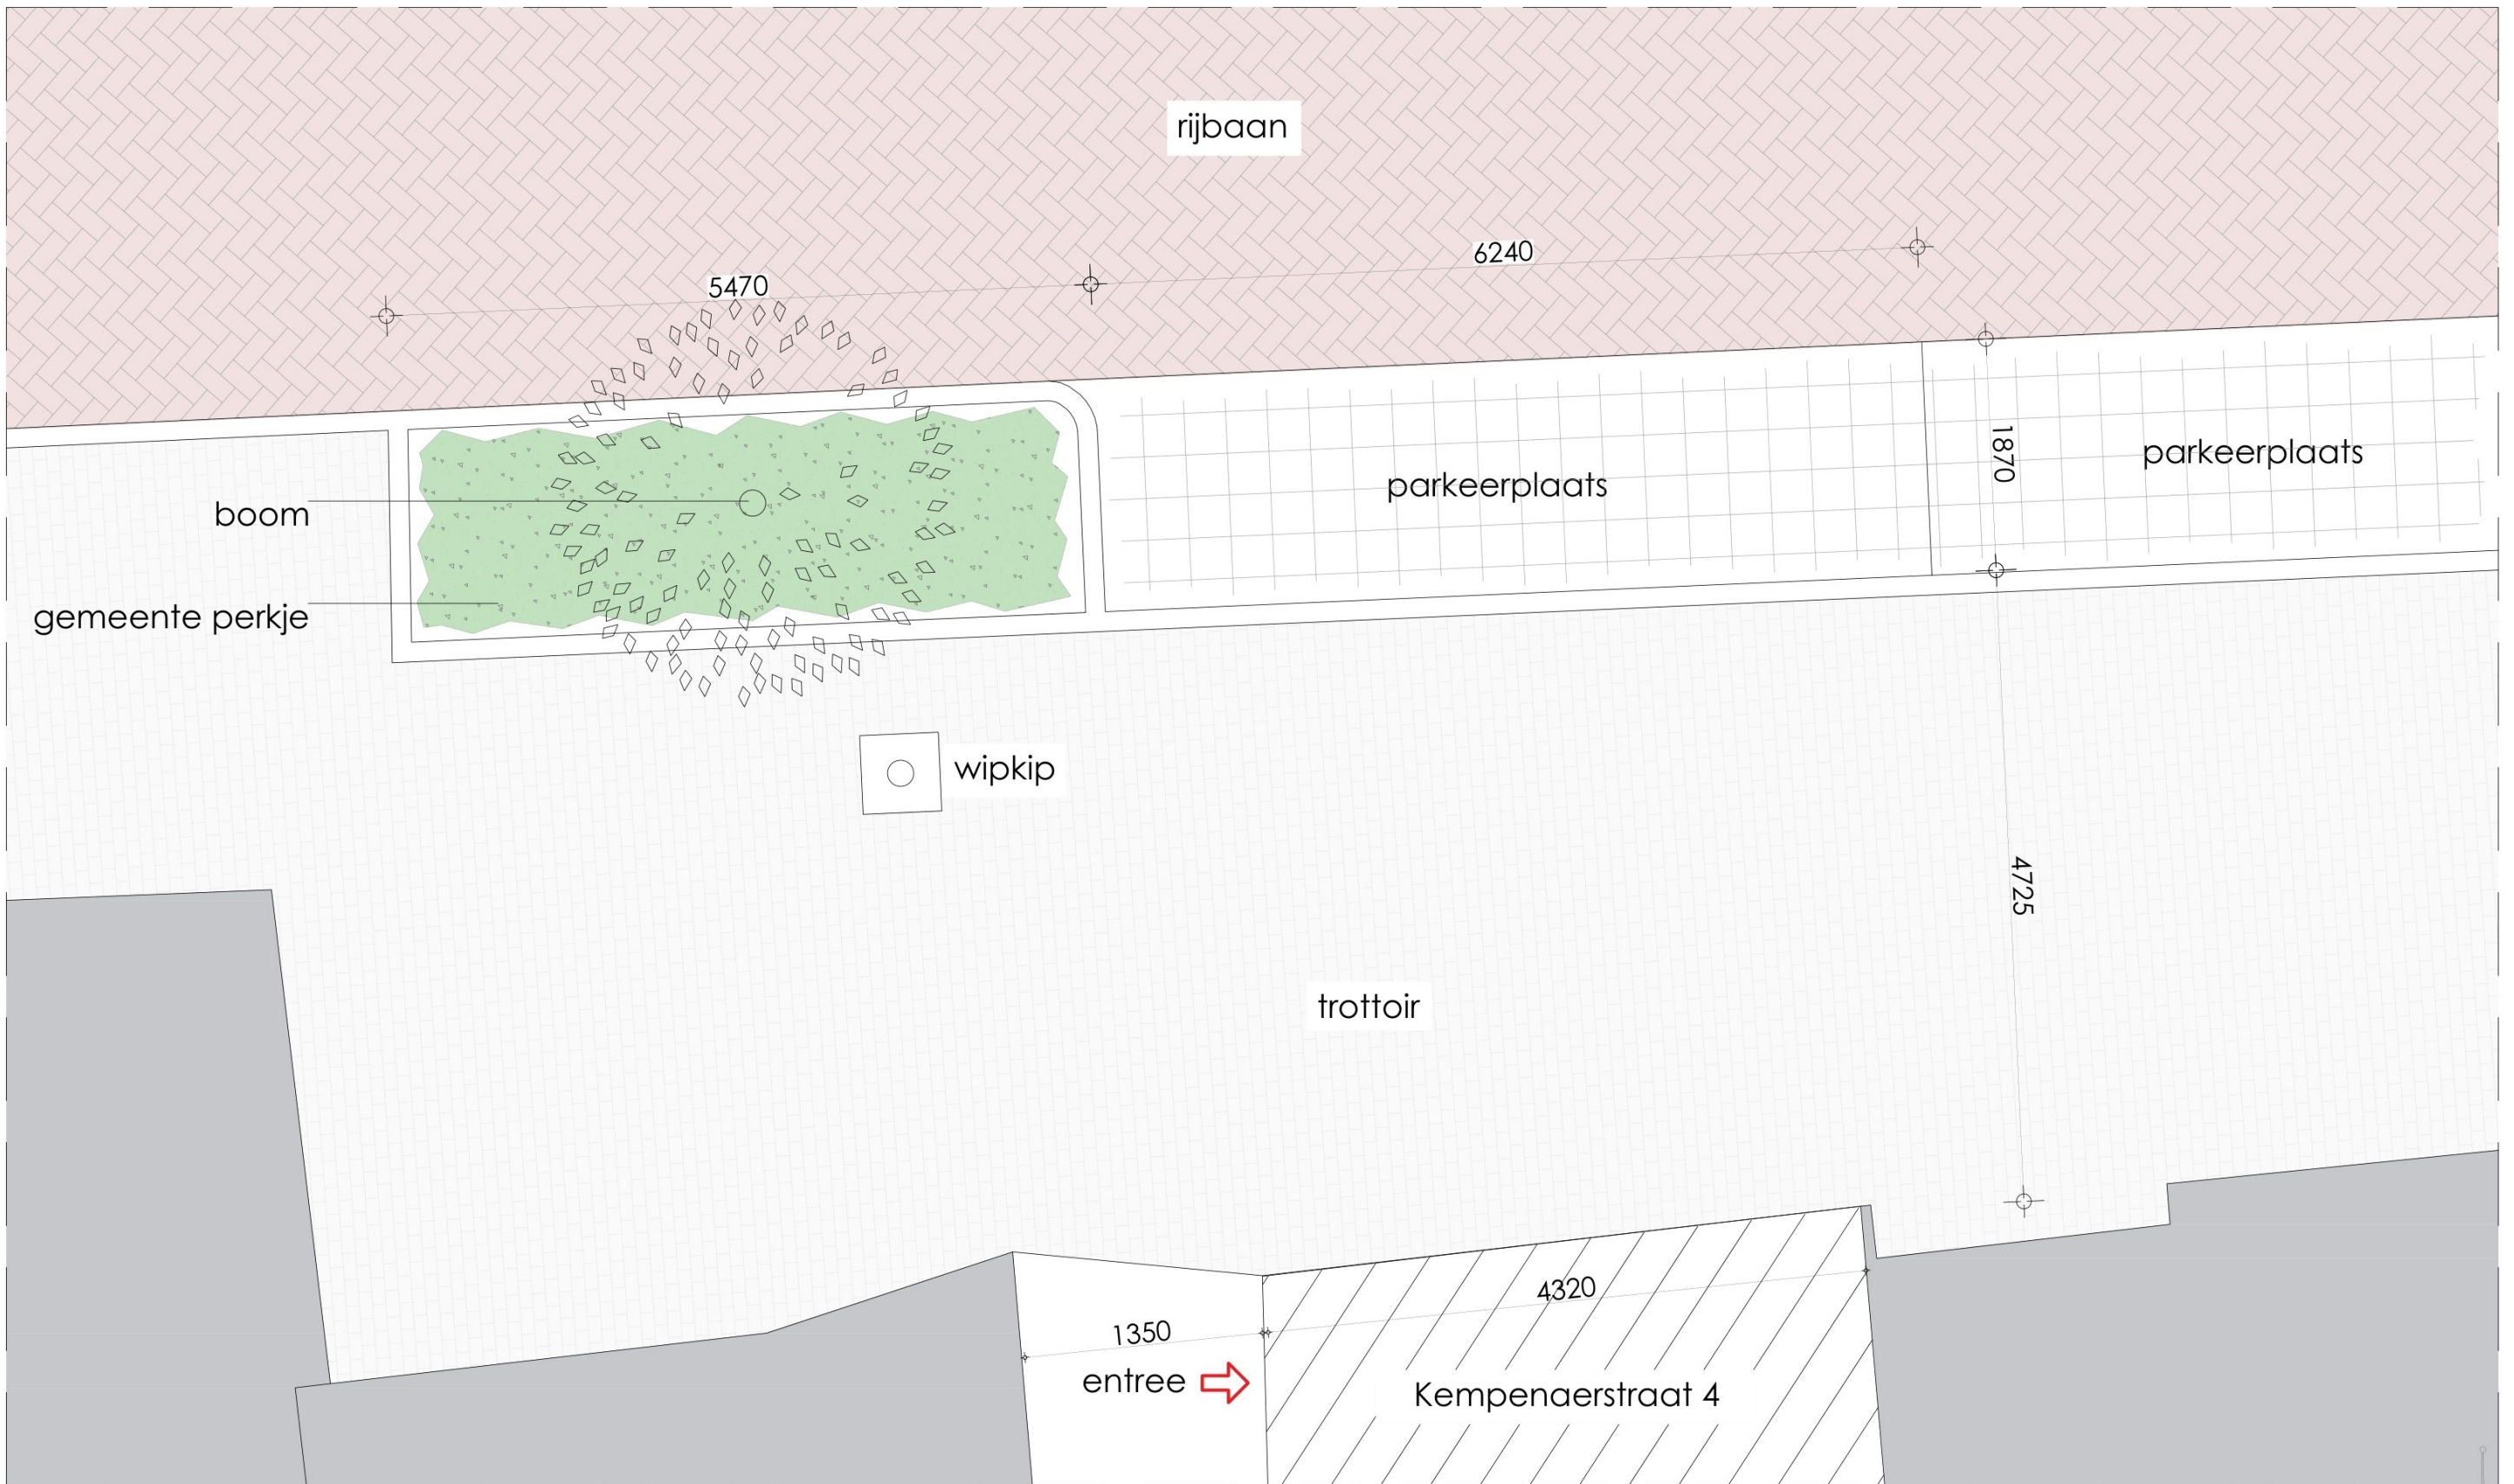 rijbaan
6240
5470
1870
parkeerplaats
parkeerplaats
boom
gemeente perkje
wipkip
4725
trottoir
4320
1350
entree
Kempenaerstraat 4